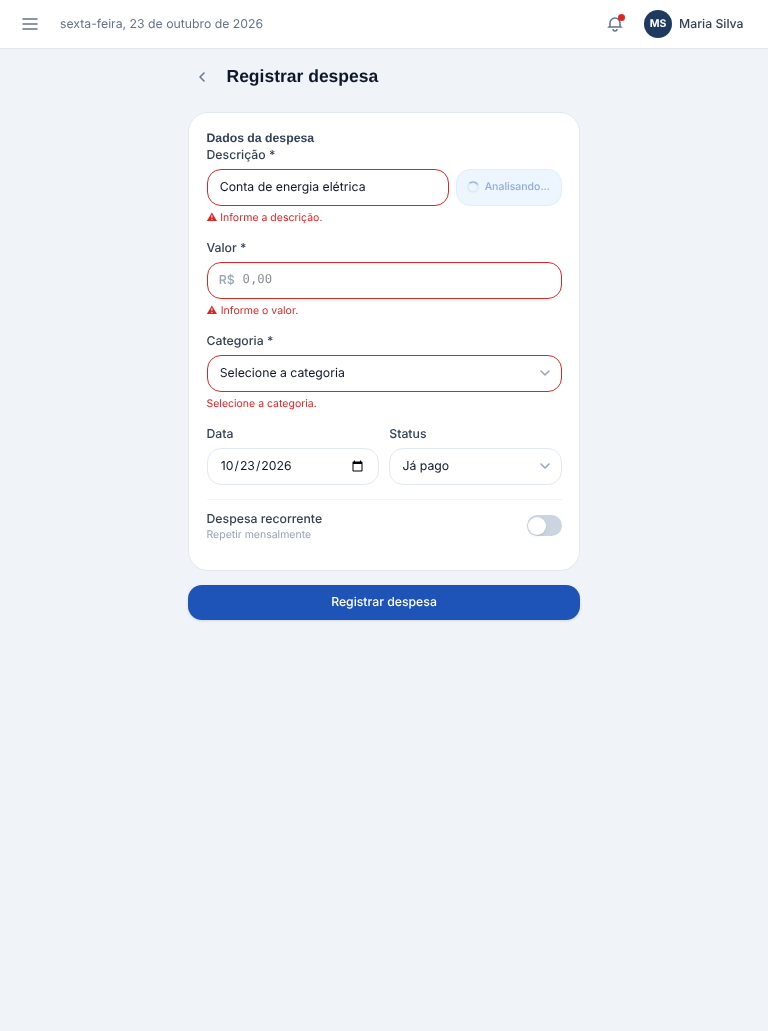 sexta-feira, 23 de outubro de 2026
MS Maria Silva
Registrar despesa
Dados da despesa
Descrição *
Conta de energia elétrica Analisando...
⚠ Informe a descrição.
Valor *
R$ 0,00
⚠ Informe o valor.
Categoria *
Selecione a categoria
Selecione a categoria.
Data Status
10/23/2026 Já pago
Despesa recorrente
Repetir mensalmente
Registrar despesa